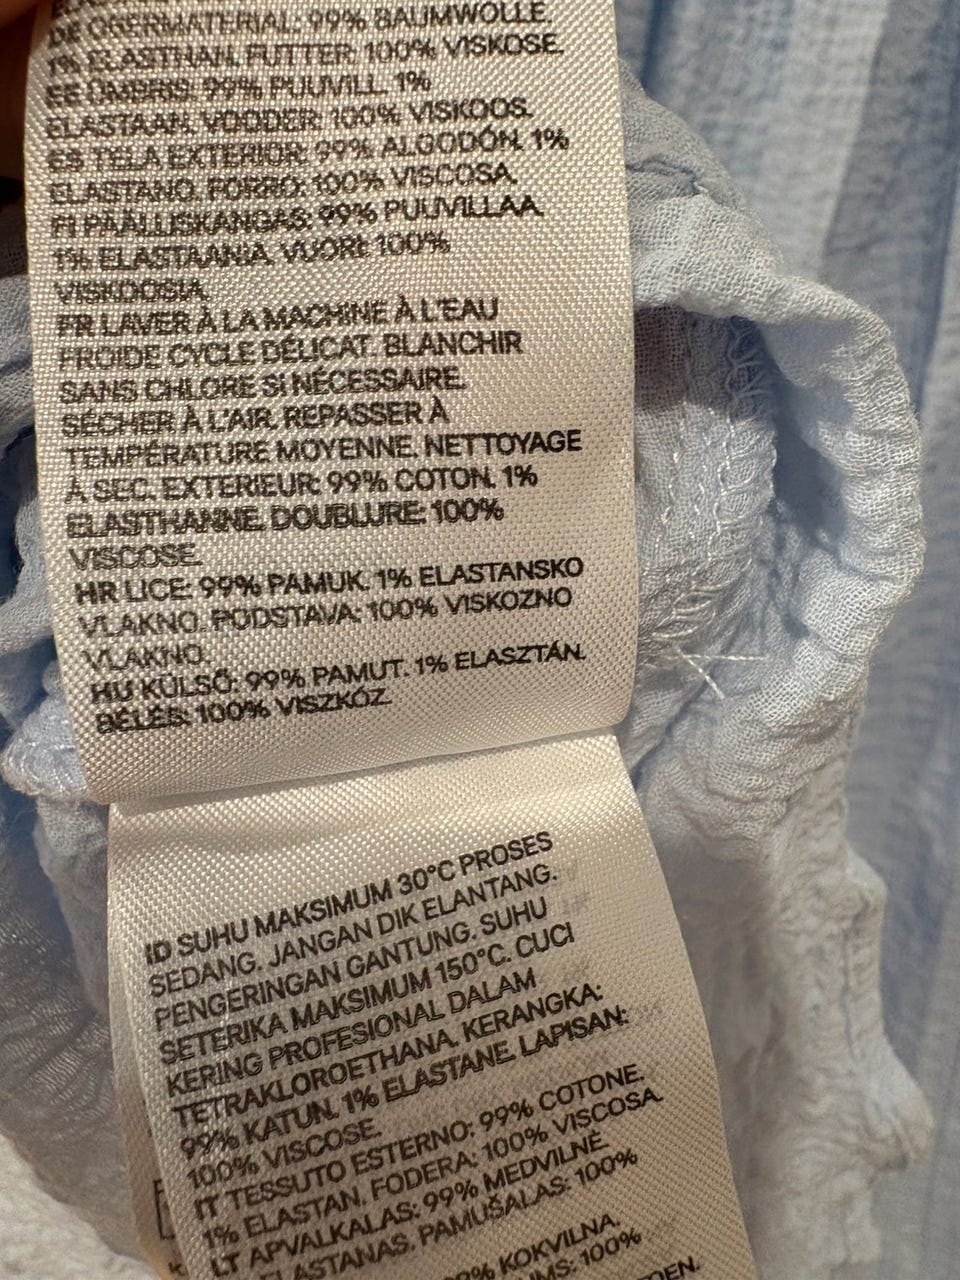 DE OBERMATERIAL: 99% BAUMWOLLE.
1% ELASTHAN. FUTTER: 100% VISKOSE.
EE ÜMBRIS: 99% PUUVILL. 1%
ELASTAAN. VOODER: 100% VISKOOS.
ES TELA EXTERIOR: 99% ALGODÓN. 1%
ELASTANO. FORRO: 100% VISCOSA.
FI PÄÄLLISKANGAS: 99% PUUVILLAA.
1% ELASTAANIA. VUORI: 100%
VISKOOSIA.
FR LAVER À LA MACHINE À L'EAU
FROIDE CYCLE DÉLICAT. BLANCHIR
SANS CHLORE SI NÉCESSAIRE.
SÉCHER À L'AIR. REPASSER À
TEMPÉRATURE MOYENNE. NETTOYAGE
À SEC. EXTERIEUR: 99% COTON. 1%
ELASTHANNE. DOUBLURE: 100%
VISCOSE.
HR LICE: 99% PAMUK. 1% ELASTANSKO
VLAKNO. PODSTAVA: 100% VISKOZNO
VLAKNO.
HU KÜLSŐ: 99% PAMUT. 1% ELASZTÁN.
BÉLÉS: 100% VISZKÓZ.
ID SUHU MAKSIMUM 30°C PROSES
SEDANG. JANGAN DIK ELANTANG.
PENGERINGAN GANTUNG. SUHU
SETERIKA MAKSIMUM 150°C. CUCI
KERING PROFESIONAL DALAM
TETRAKLOROETHANA. KERANGKA:
99% KATUN. 1% ELASTANE. LAPISAN:
100% VISCOSE.
IT TESSUTO ESTERNO: 99% COTONE.
1% ELASTAN. FODERA: 100% VISCOSA.
LT APVALKALAS: 99% MEDVILNĖ.
ELASTANAS. PAMUŠALAS: 100%
KOKVILNA.
100%